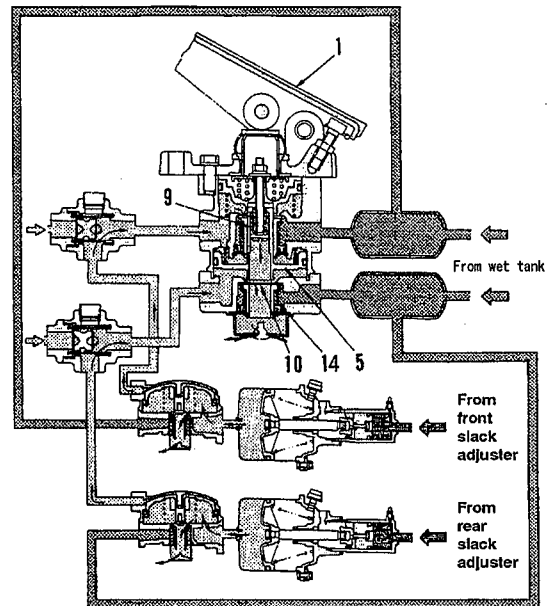 1
9
From wet tank
10
14
5
From
front
slack
adjuster
From
rear
slack
adjuster